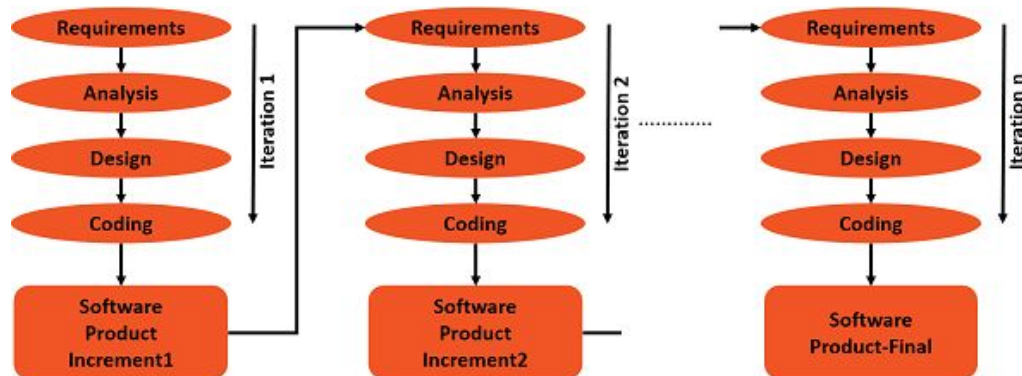 Requirements
Analysis
Design
Coding
Software
Product
Increment1
Iteration 1
Requirements
Analysis
Design
Coding
Software
Product
Increment2
Iteration 2
.............
Requirements
Analysis
Design
Coding
Software
Product-Final
Iteration n